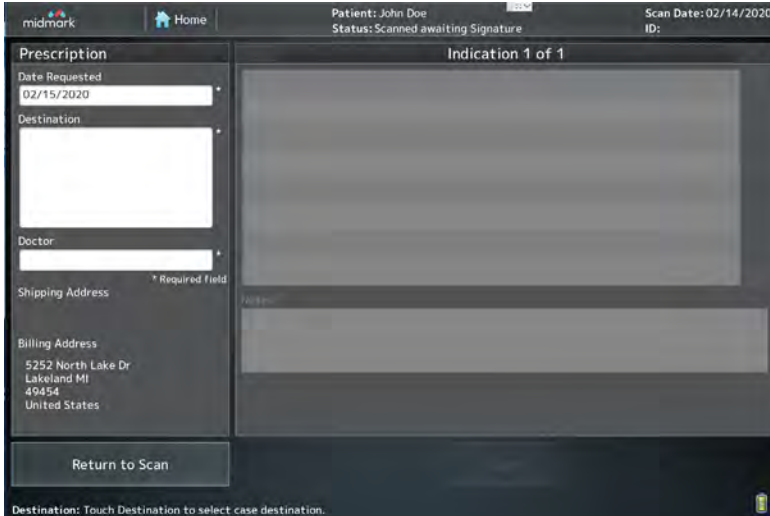 midmark
Home
Patient: John Doe
Status: Scanned awaiting Signature
Scan Date: 02/14/2020
ID:
Prescription
Date Requested
02/15/2020
*
Destination
*
Doctor
*
* Required field
Shipping Address
Billing Address
5252 North Lake Dr
Lakeland MI
49454
United States
Indication 1 of 1
Notes
Return to Scan
Destination: Touch Destination to select case destination.